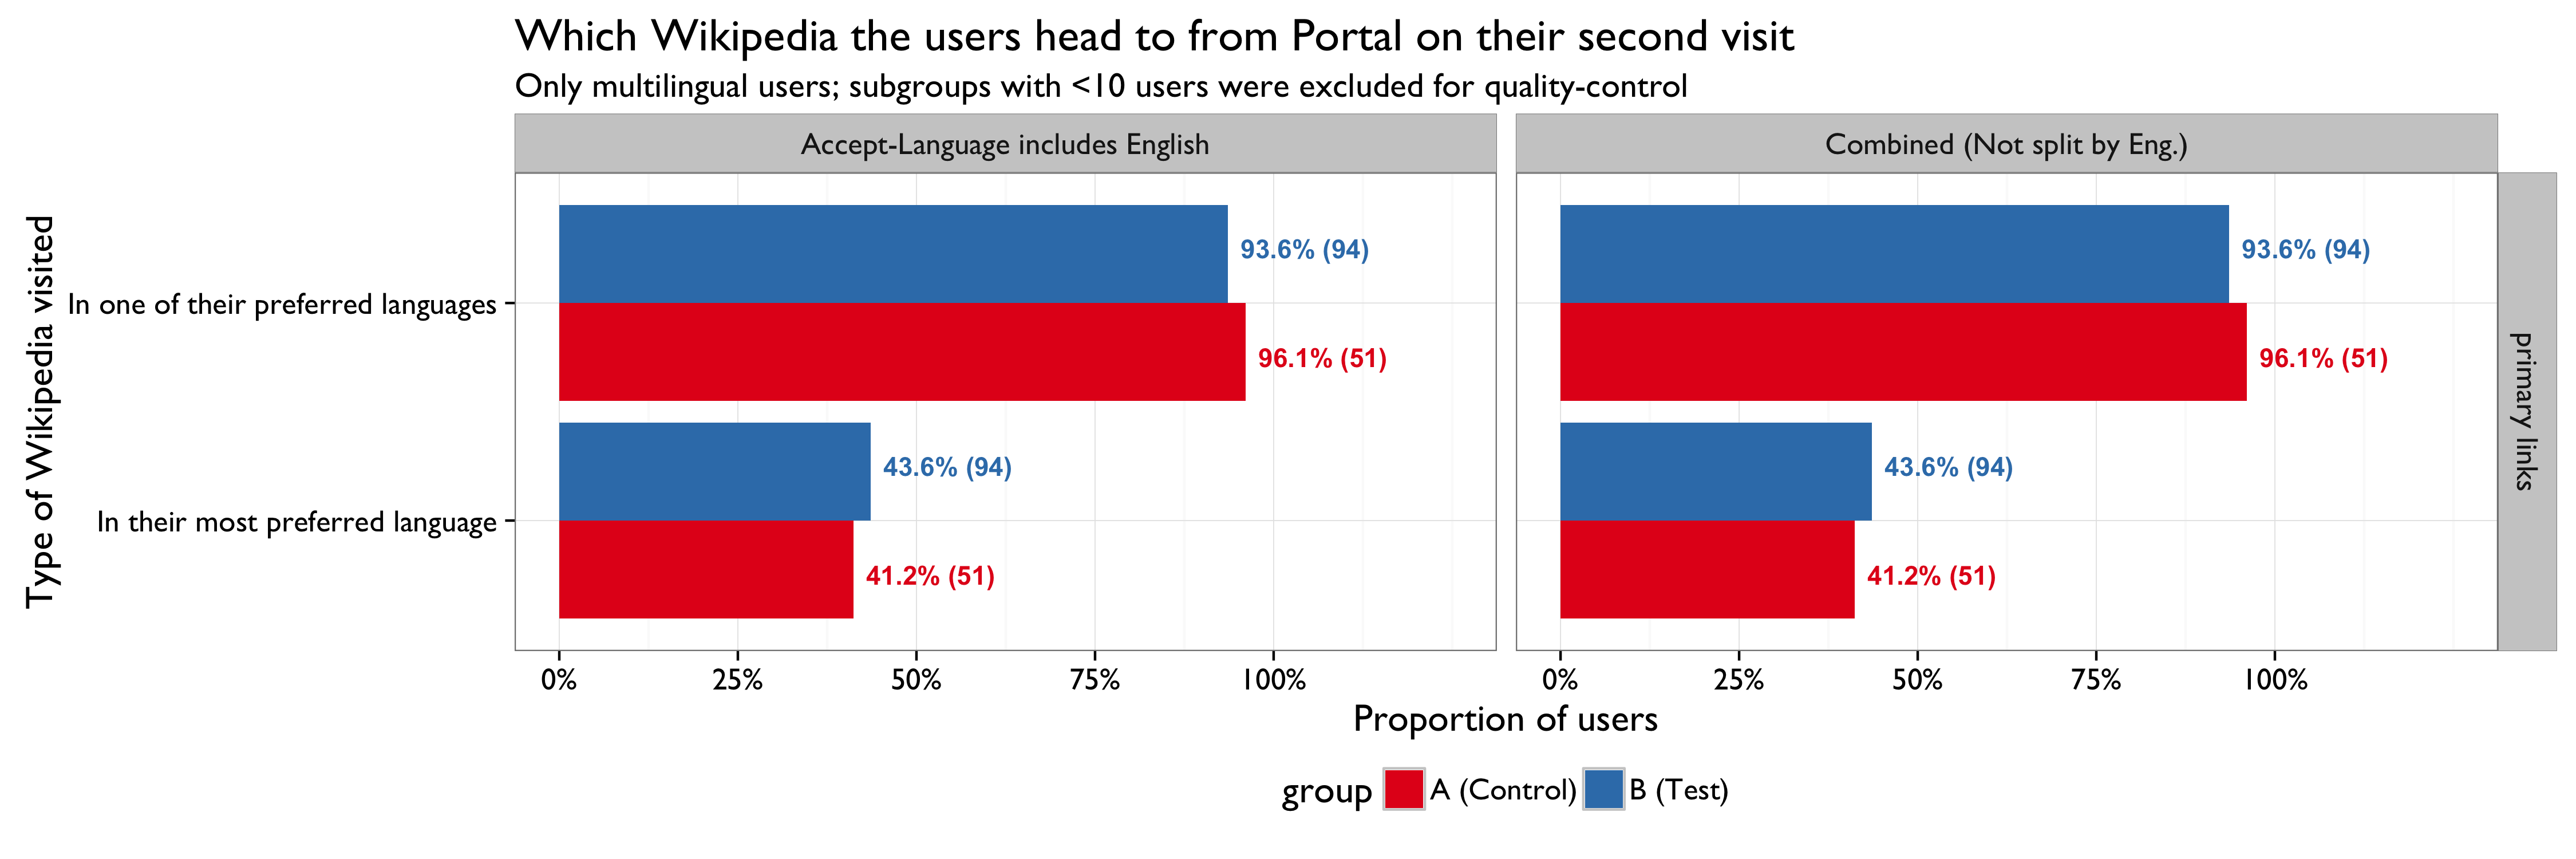 Which Wikipedia the users head to from Portal on their second visit
Only multilingual users; subgroups with <10 users were excluded for quality-control
Accept-Language includes English
Combined (Not split by Eng.)
Type of Wikipedia visited
In one of their preferred languages
93.6% (94)
96.1% (51)
93.6% (94)
96.1% (51)
In their most preferred language
43.6% (94)
41.2% (51)
43.6% (94)
41.2% (51)
primary links
0% 25% 50% 75% 100%
0% 25% 50% 75% 100%
Proportion of users
group A (Control) B (Test)